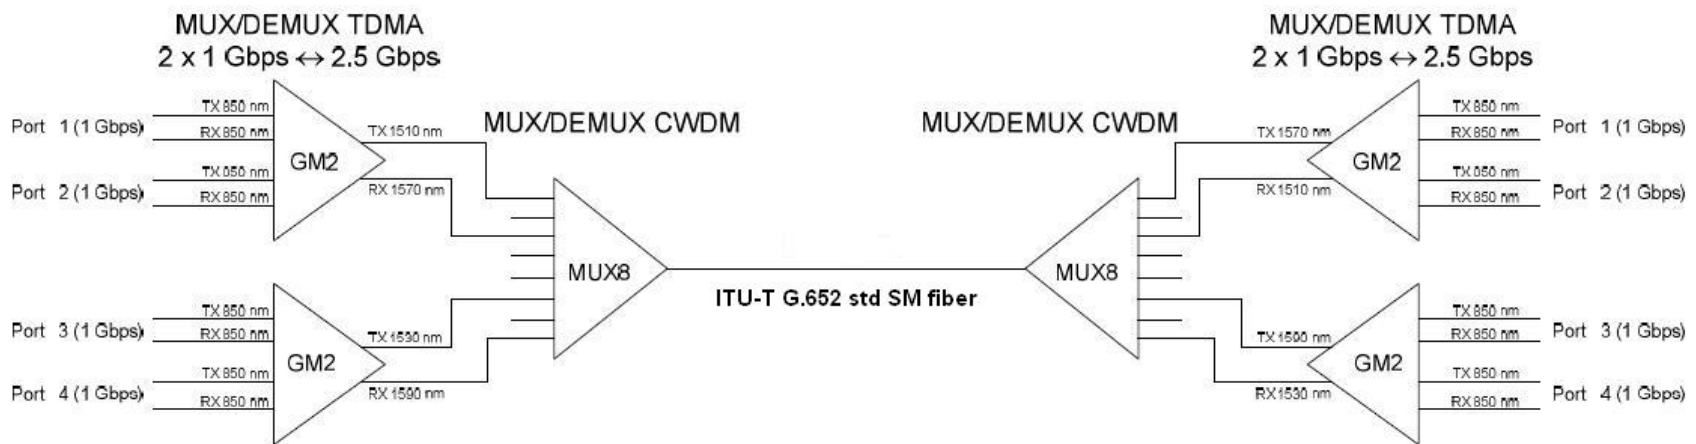 MUX/DEMUX TDMA
2 x 1 Gbps ↔ 2.5 Gbps
MUX/DEMUX TDMA
2 x 1 Gbps ↔ 2.5 Gbps
MUX/DEMUX CWDM
MUX/DEMUX CWDM
Port 1 (1 Gbps)
TX 850 nm
RX 850 nm
Port 2 (1 Gbps)
TX 050 nm
RX 850 nm
GM2
TX 1510 nm
RX 1570 nm
Port 3 (1 Gbps)
TX 850 nm
RX 850 nm
Port 4 (1 Gbps)
TX 850 nm
RX 850 nm
GM2
TX 1530 nm
RX 1590 nm
MUX8
ITU-T G.652 std SM fiber
MUX8
TX 1570 nm
RX 1510 nm
GM2
TX 850 nm
RX 850 nm
Port 1 (1 Gbps)
TX 050 nm
RX 850 nm
Port 2 (1 Gbps)
TX 1590 nm
RX 1530 nm
GM2
TX 850 nm
RX 850 nm
Port 3 (1 Gbps)
TX 850 nm
RX 850 nm
Port 4 (1 Gbps)